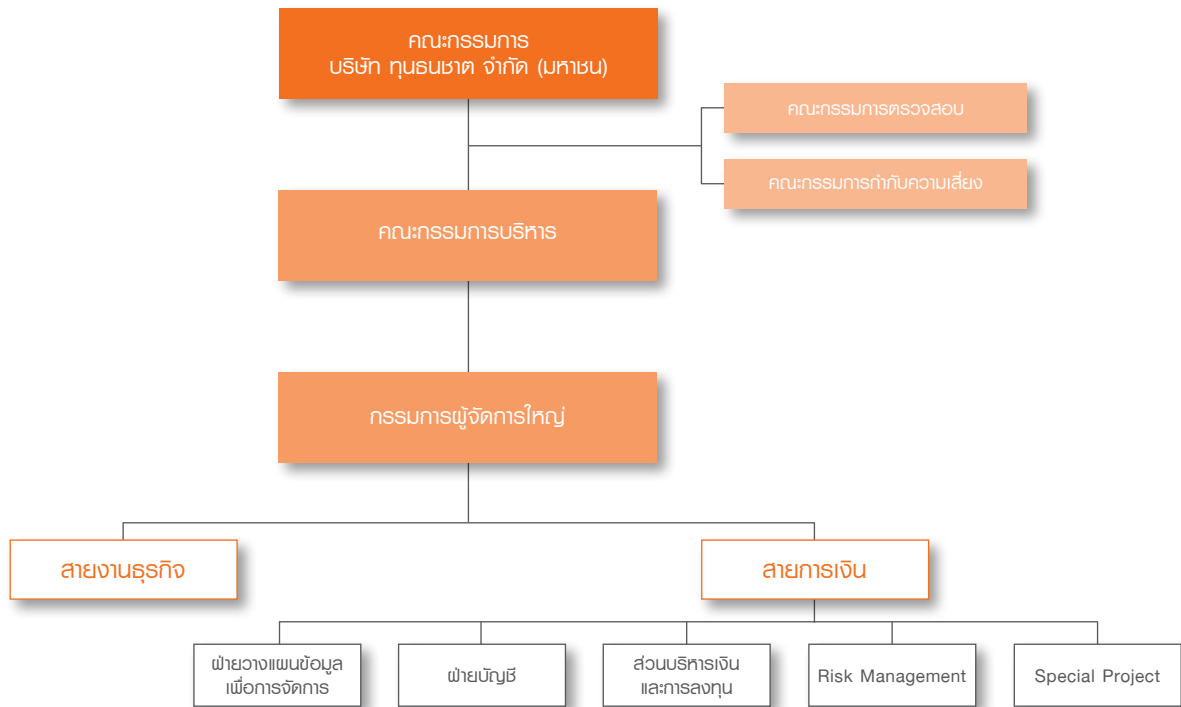 คณะกรรมการ
บริษัท ทุนธนชาต จำกัด (มหาชน)
คณะกรรมการตรวจสอบ
คณะกรรมการกำกับความเสี่ยง
คณะกรรมการบริหาร
กรรมการผู้จัดการใหญ่
สายงานธุรกิจ
สายการเงิน
ฝ่ายวางแผนข้อมูล
เพื่อการจัดการ
ฝ่ายบัญชี
ส่วนบริหารเงิน
และการลงทุน
Risk Management
Special Project